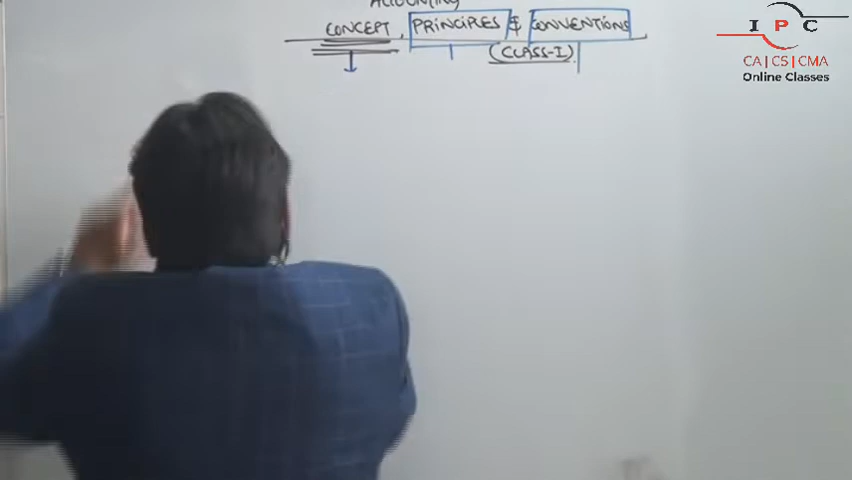 ACCOUNTING
CONCEPT, PRINCIPLES & CONVENTIONS
(CLASS-I)
I P C
CA|CS|CMA
Online Classes